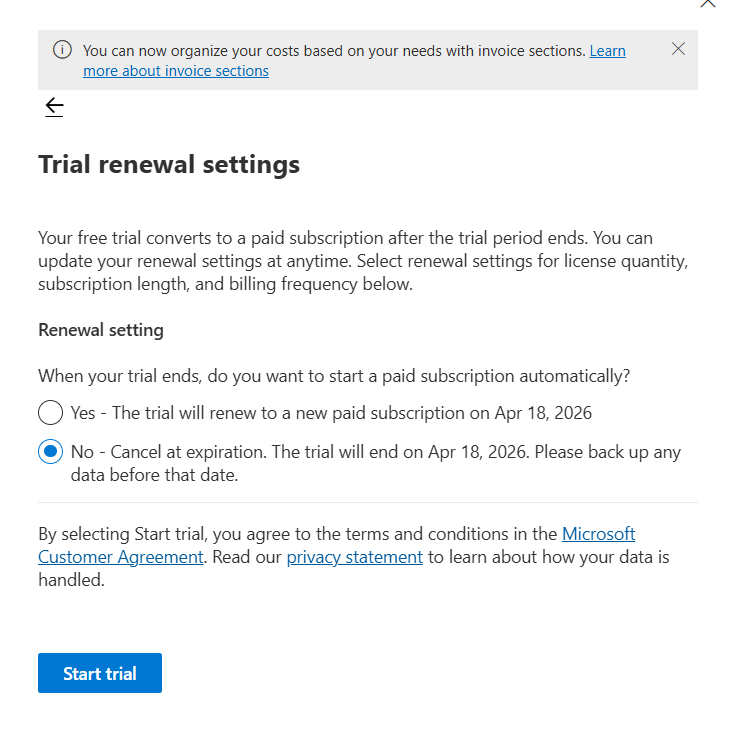 You can now organize your costs based on your needs with invoice sections. Learn
more about invoice sections
Trial renewal settings
Your free trial converts to a paid subscription after the trial period ends. You can
update your renewal settings at anytime. Select renewal settings for license quantity,
subscription length, and billing frequency below.
Renewal setting
When your trial ends, do you want to start a paid subscription automatically?
Yes - The trial will renew to a new paid subscription on Apr 18, 2026
No - Cancel at expiration. The trial will end on Apr 18, 2026. Please back up any
data before that date.
By selecting Start trial, you agree to the terms and conditions in the Microsoft
Customer Agreement. Read our privacy statement to learn about how your data is
handled.
Start trial